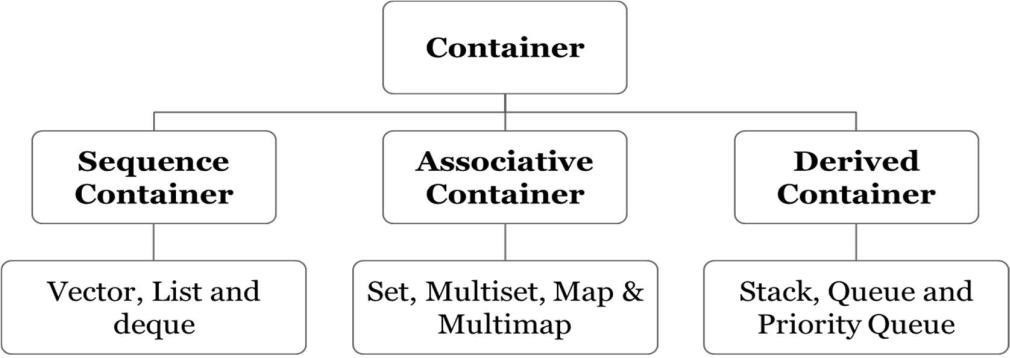 Container
Sequence
Container
Associative
Container
Derived
Container
Vector, List and
deque
Set, Multiset, Map &
Multimap
Stack, Queue and
Priority Queue